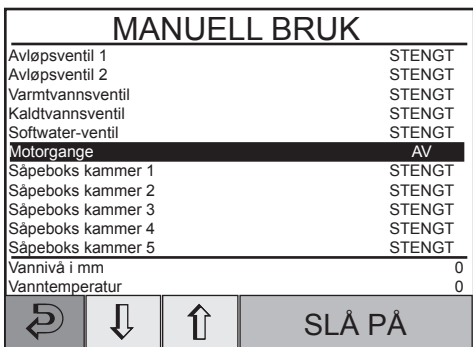 MANUELL BRUK
Avløpsventil 1 STENGT
Avløpsventil 2 STENGT
Varmtvannsventil STENGT
Kaldtvannsventil STENGT
Softwater-ventil STENGT
Motorgange AV
Såpeboks kammer 1 STENGT
Såpeboks kammer 2 STENGT
Såpeboks kammer 3 STENGT
Såpeboks kammer 4 STENGT
Såpeboks kammer 5 STENGT
Vannivå i mm 0
Vanntemperatur 0
SLÅ PÅ